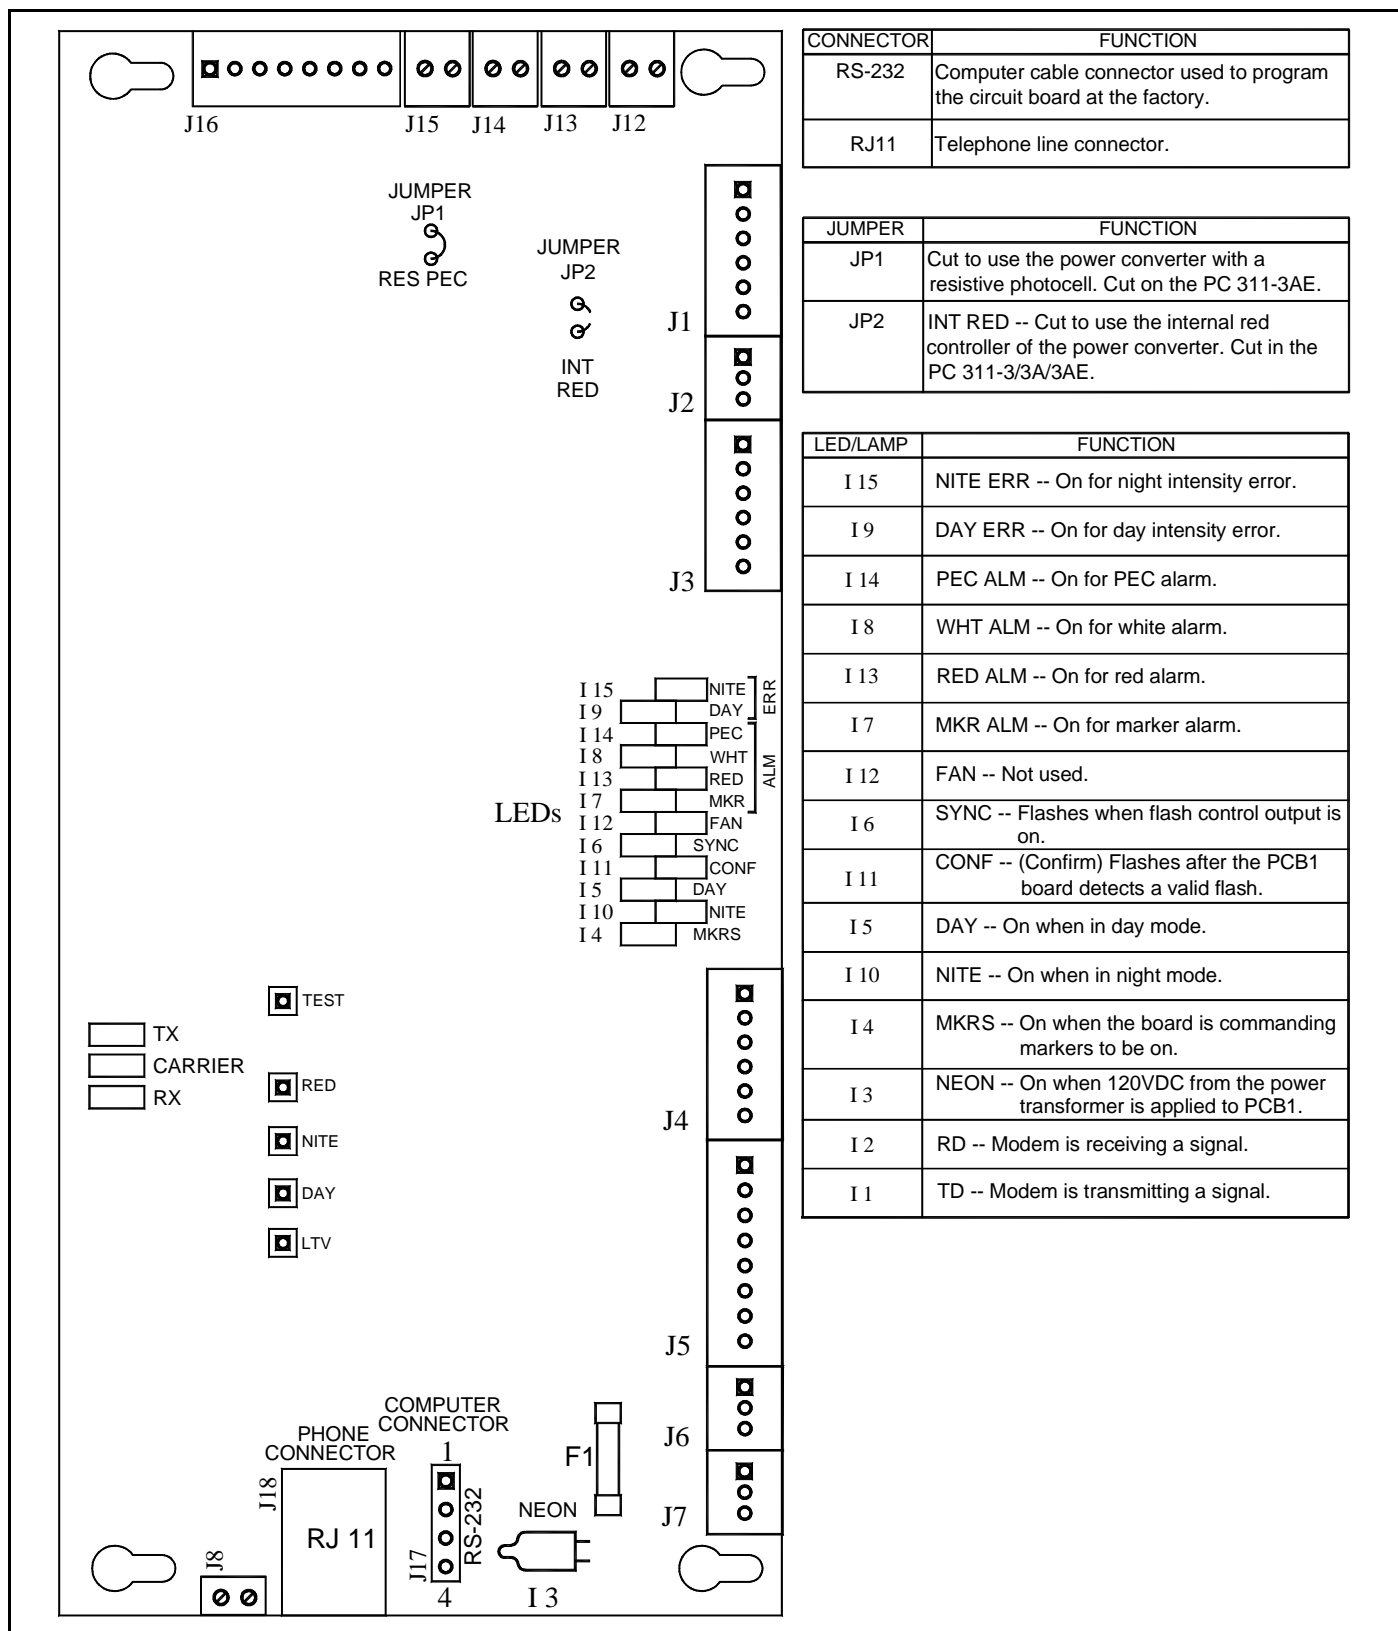 J16
J15
J14
J13
J12
JUMPER
JP1
RES PEC
JUMPER
JP2
INT
RED
J1
J2
J3
LEDs
I 15 NITE
I 9 DAY
ERR
I 14 PEC
I 8 WHT
I 13 RED
I 7 MKR
ALM
I 12 FAN
I 6 SYNC
I 11 CONF
I 5 DAY
I 10 NITE
I 4 MKRS
TEST
TX
CARRIER
RX
RED
NITE
DAY
LTV
J4
J5
J6
J7
PHONE
CONNECTOR
J18
RJ 11
J8
COMPUTER
CONNECTOR
1
J17
RS-232
4
F1
NEON
I 3
CONNECTOR FUNCTION
RS-232 Computer cable connector used to program
the circuit board at the factory.
RJ11 Telephone line connector.
JUMPER FUNCTION
JP1 Cut to use the power converter with a
resistive photocell. Cut on the PC 311-3AE.
JP2 INT RED -- Cut to use the internal red
controller of the power converter. Cut in the
PC 311-3/3A/3AE.
LED/LAMP FUNCTION
I 15 NITE ERR -- On for night intensity error.
I 9 DAY ERR -- On for day intensity error.
I 14 PEC ALM -- On for PEC alarm.
I 8 WHT ALM -- On for white alarm.
I 13 RED ALM -- On for red alarm.
I 7 MKR ALM -- On for marker alarm.
I 12 FAN -- Not used.
I 6 SYNC -- Flashes when flash control output is
on.
I 11 CONF -- (Confirm) Flashes after the PCB1
board detects a valid flash.
I 5 DAY -- On when in day mode.
I 10 NITE -- On when in night mode.
I 4 MKRS -- On when the board is commanding
markers to be on.
I 3 NEON -- On when 120VDC from the power
transformer is applied to PCB1.
I 2 RD -- Modem is receiving a signal.
I 1 TD -- Modem is transmitting a signal.